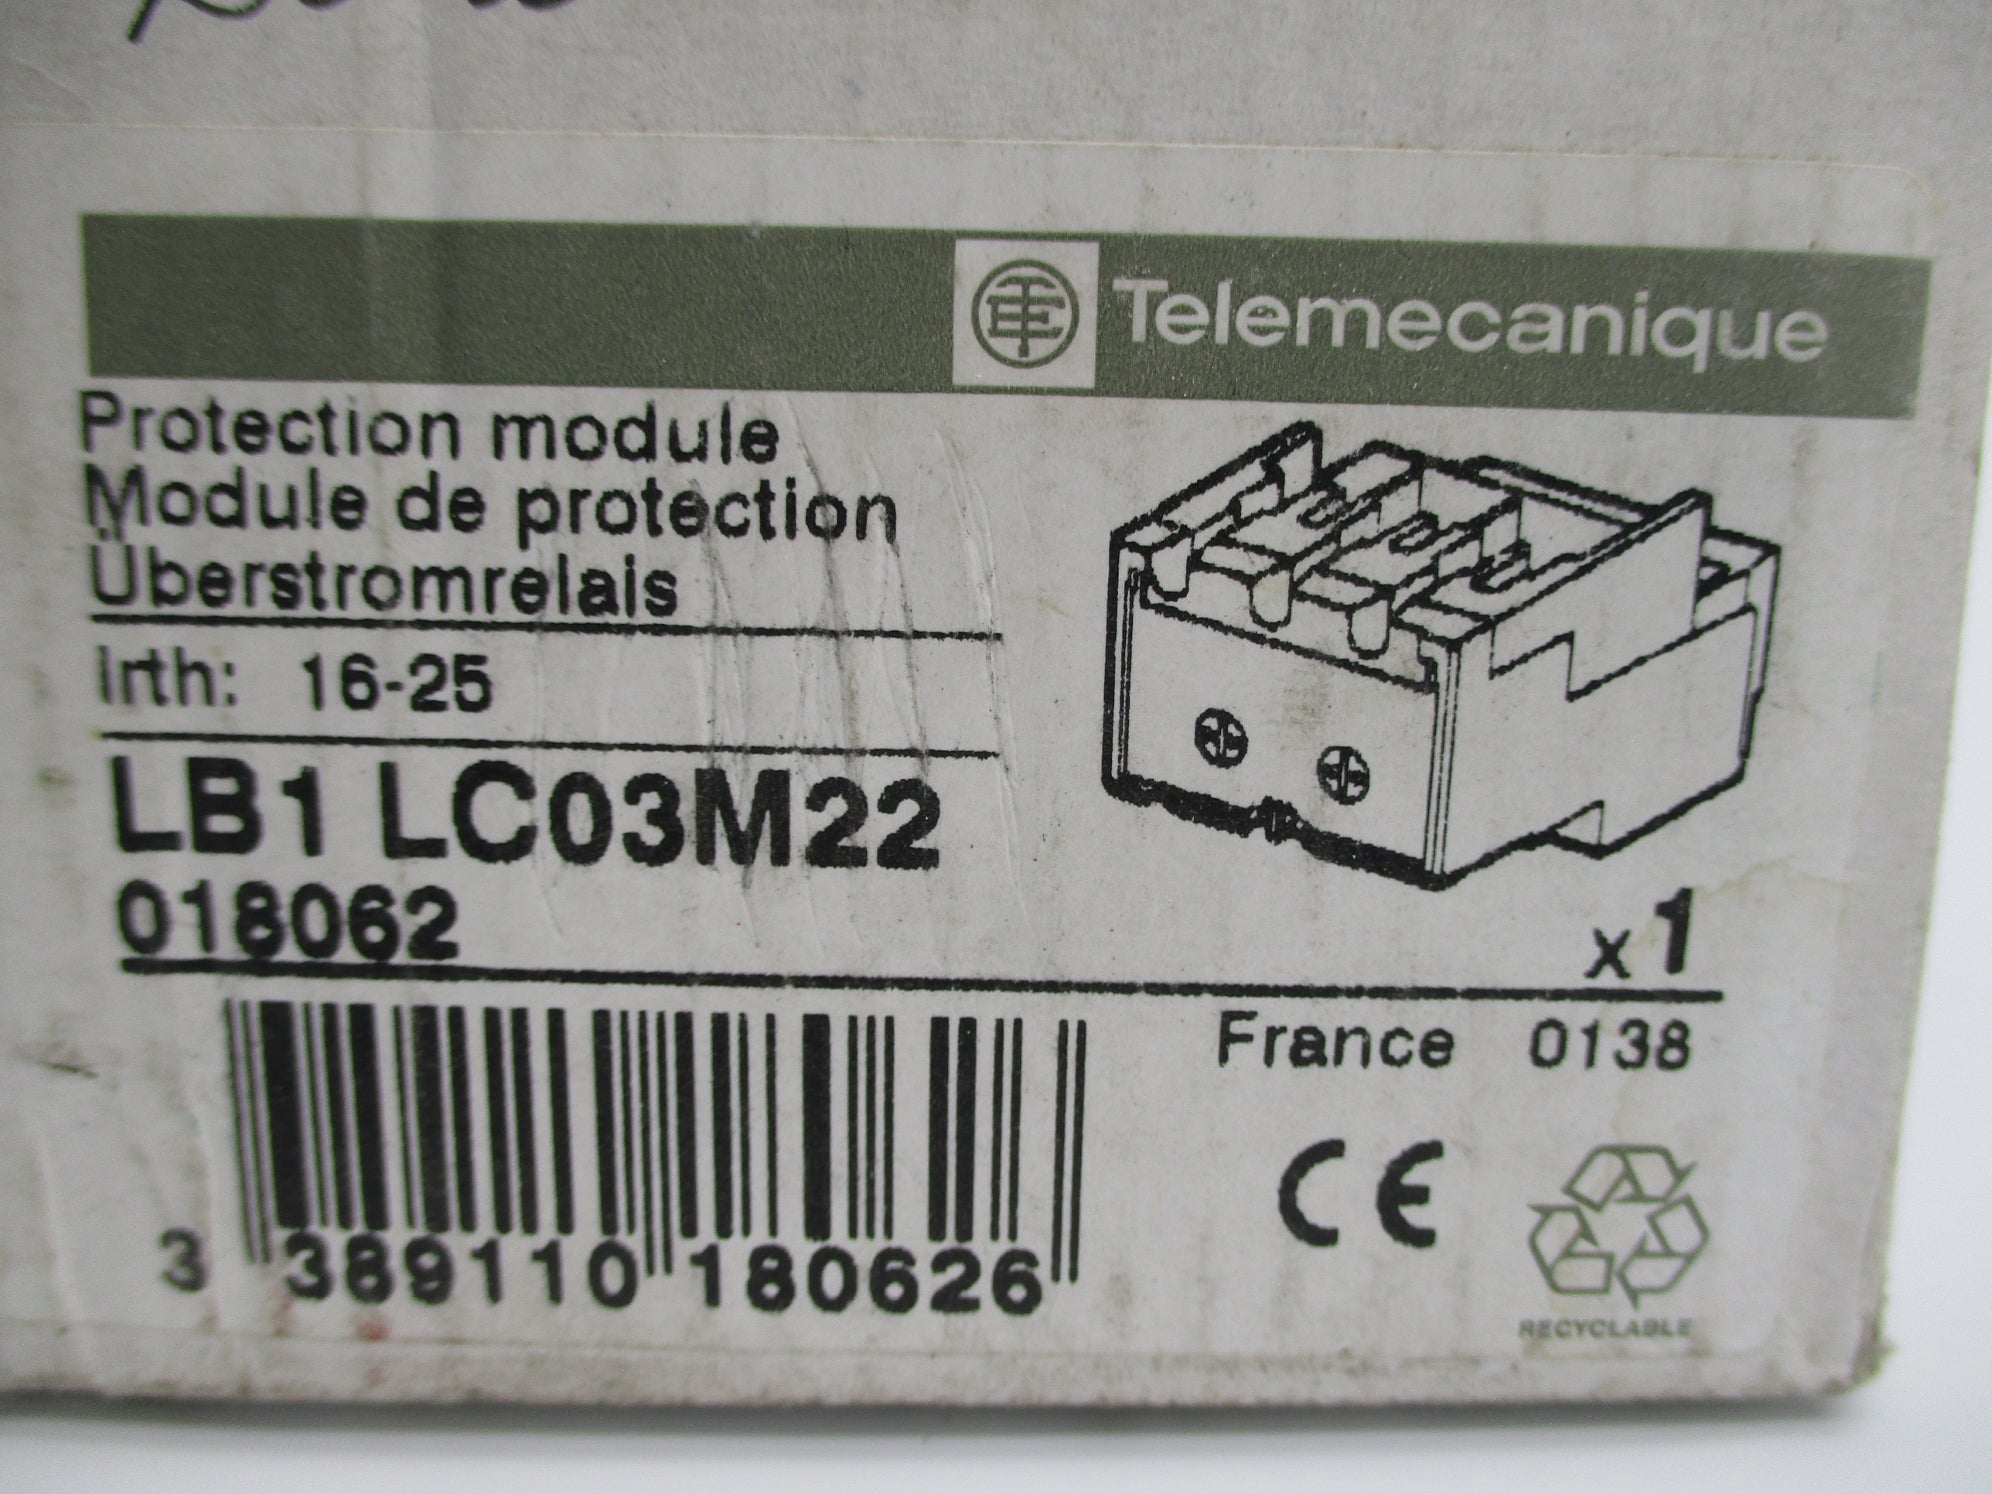 Telemecanique
Protection module
Module de protection
Überstromrelais
Irth: 16-25
LB1 LC03M22
018062
x 1
France 0138
3 389110 180626
CE
RECYCLABLE